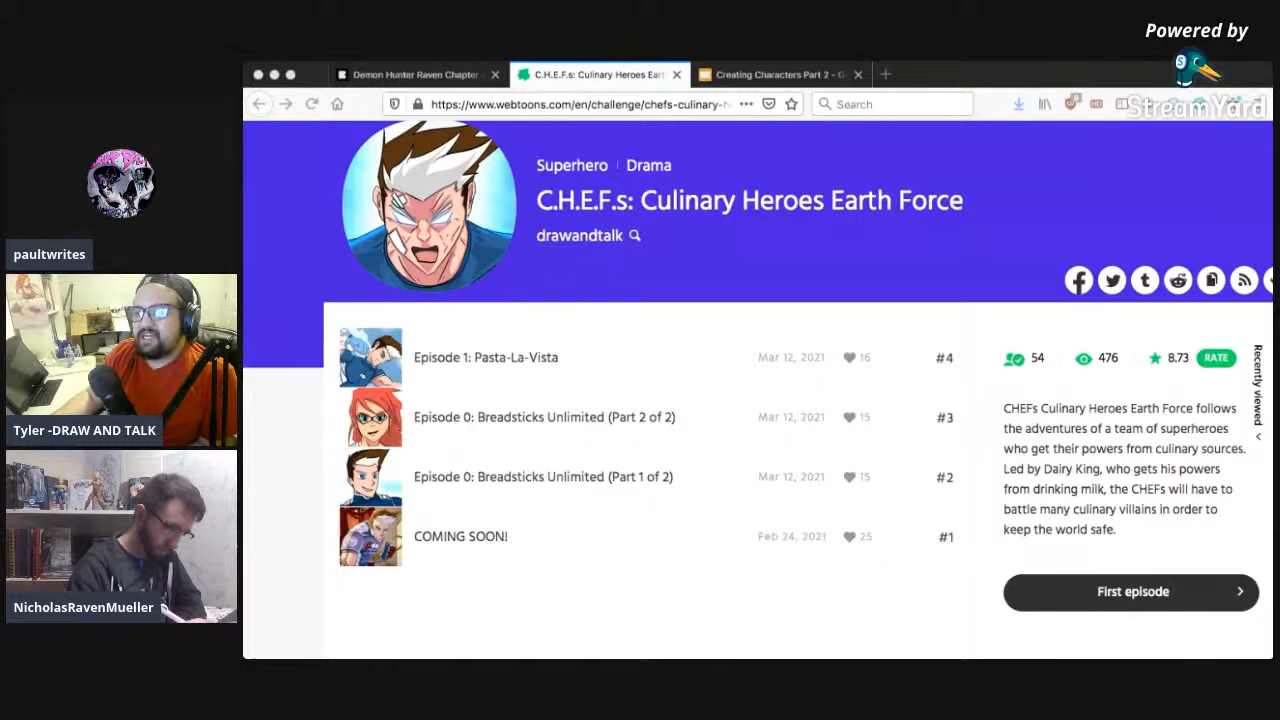 Powered by
StreamYard
Demon Hunter Raven Chapter
C.H.E.F.s: Culinary Heroes Eart
Creating Characters Part 2 - G
https://www.webtoons.com/en/challenge/chefs-culinary-h
Search
Superhero Drama
C.H.E.F.s: Culinary Heroes Earth Force
drawandtalk
paultwrites
Tyler -DRAW AND TALK
NicholasRavenMueller
Episode 1: Pasta-La-Vista Mar 12, 2021 16 #4
Episode 0: Breadsticks Unlimited (Part 2 of 2) Mar 12, 2021 15 #3
Episode 0: Breadsticks Unlimited (Part 1 of 2) Mar 12, 2021 15 #2
COMING SOON! Feb 24, 2021 25 #1
54 476 8.73 RATE
CHEFs Culinary Heroes Earth Force follows
the adventures of a team of superheroes
who get their powers from culinary sources.
Led by Dairy King, who gets his powers
from drinking milk, the CHEFs will have to
battle many culinary villains in order to
keep the world safe.
First episode
Recently viewed